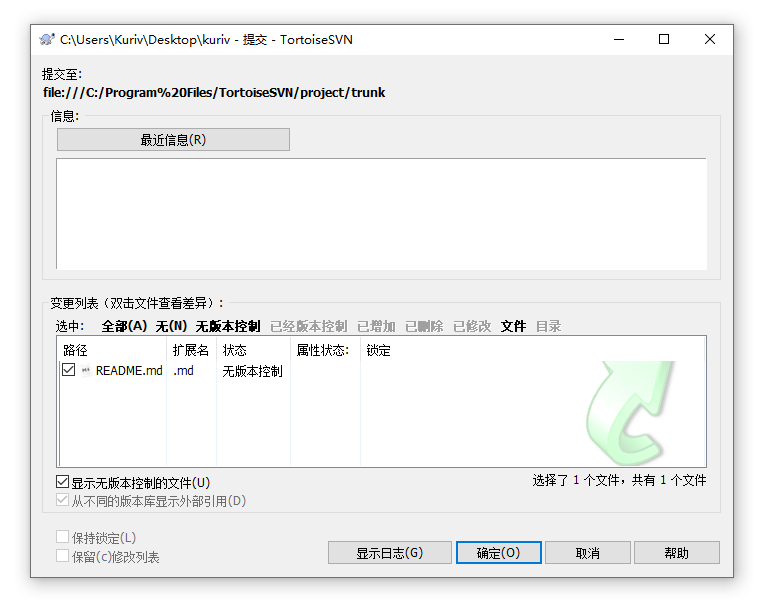 C:\Users\Kuriv\Desktop\kuriv - 提交 - TortoiseSVN
提交至:
file:///C:/Program%20Files/TortoiseSVN/project/trunk
信息:
最近信息(R)
变更列表（双击文件查看差异）:
选中: 全部(A) 无(N) 无版本控制 已经版本控制 已增加 已删除 已修改 文件 目录
路径 扩展名 状态 属性状态: 锁定
README.md .md 无版本控制
显示无版本控制的文件(U)
选择了 1 个文件，共有 1 个文件
从不同的版本库显示外部引用(D)
保持锁定(L)
保留(c)修改列表
显示日志(G) 确定(O) 取消 帮助